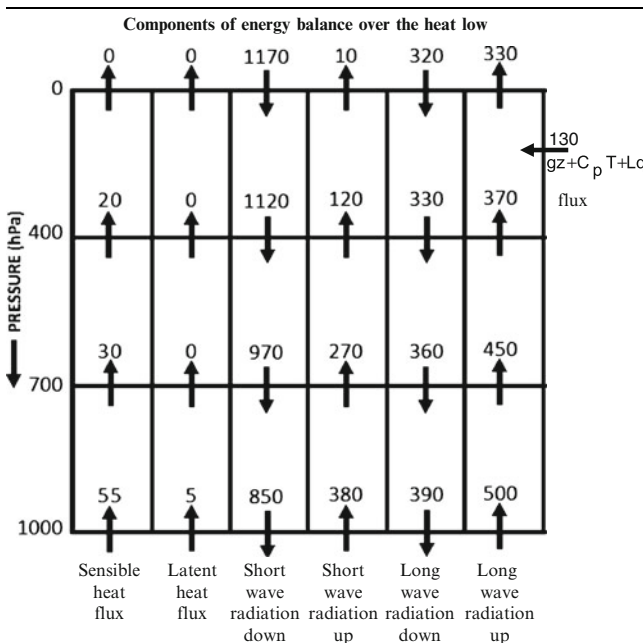 Components of energy balance over the heat low
0 0 1170 10 320 330
0
130
gz+C p T+Lq
flux
20 0 1120 120 330 370
400
PRESSURE (hPa)
30 0 970 270 360 450
700
55 5 850 380 390 500
1000
Sensible heat flux
Latent heat flux
Short wave radiation down
Short wave radiation up
Long wave radiation down
Long wave radiation up